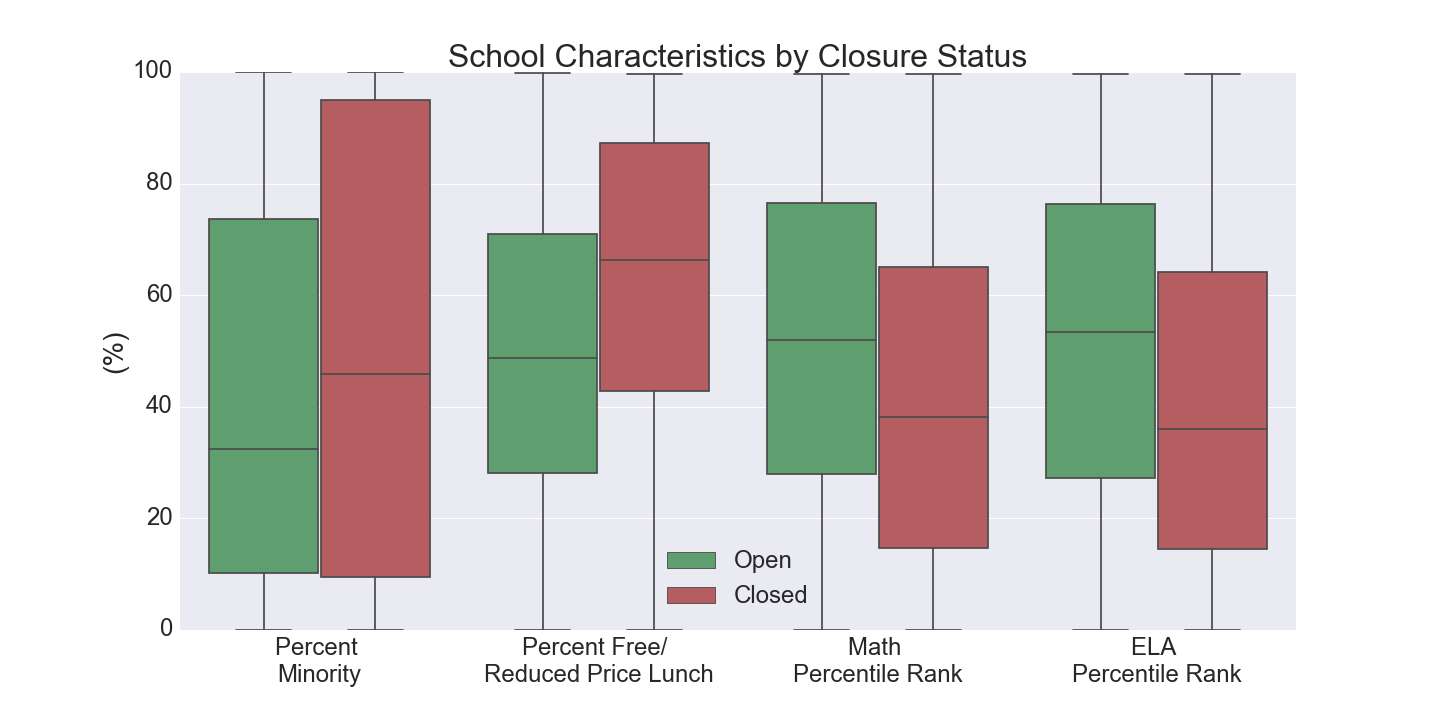 School Characteristics by Closure Status
100
80
60
40
20
0
(%)
Open
Closed
Percent
Minority
Percent Free/
Reduced Price Lunch
Math
Percentile Rank
ELA
Percentile Rank